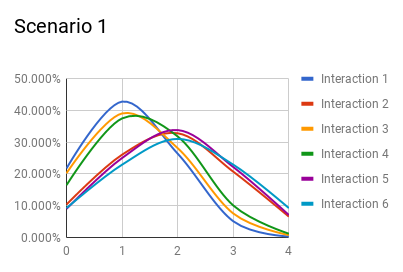 Scenario 1
50.000%
40.000%
30.000%
20.000%
10.000%
0.000%
0 1 2 3 4
Interaction 1
Interaction 2
Interaction 3
Interaction 4
Interaction 5
Interaction 6